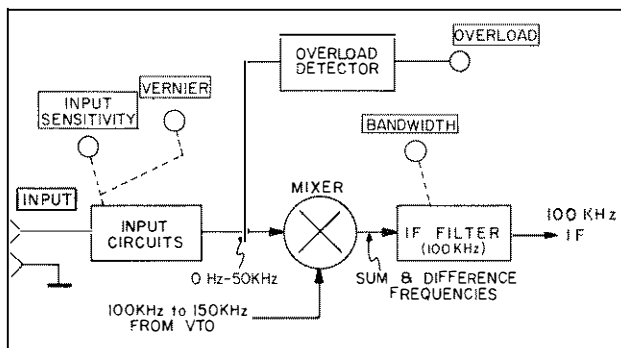 OVERLOAD
OVERLOAD
DETECTOR
VERNIER
INPUT
SENSITIVITY
BANDWIDTH
MIXER
INPUT
INPUT
CIRCUITS
IF FILTER
(100KHz)
100 KHz
IF
0 Hz-50KHz
SUM & DIFFERENCE
FREQUENCIES
100KHz to 150KHz
FROM VTO